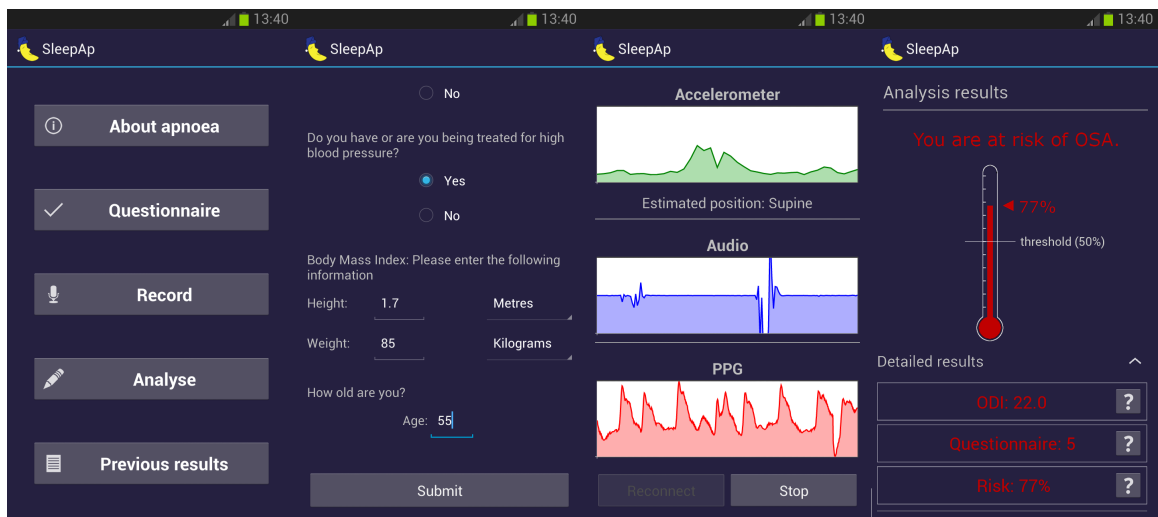 13:40
SleepAp
About apnoea
Questionnaire
Record
Analyse
Previous results
13:40
SleepAp
No
Do you have or are you being treated for high
blood pressure?
Yes
No
Body Mass Index: Please enter the following
information
Height: 1.7 Metres
Weight: 85 Kilograms
How old are you?
Age: 55
Submit
13:40
SleepAp
Accelerometer
Estimated position: Supine
Audio
PPG
Reconnect Stop
13:40
SleepAp
Analysis results
You are at risk of OSA.
77%
threshold (50%)
Detailed results
ODI: 22.0 ?
Questionnaire: 5 ?
Risk: 77% ?